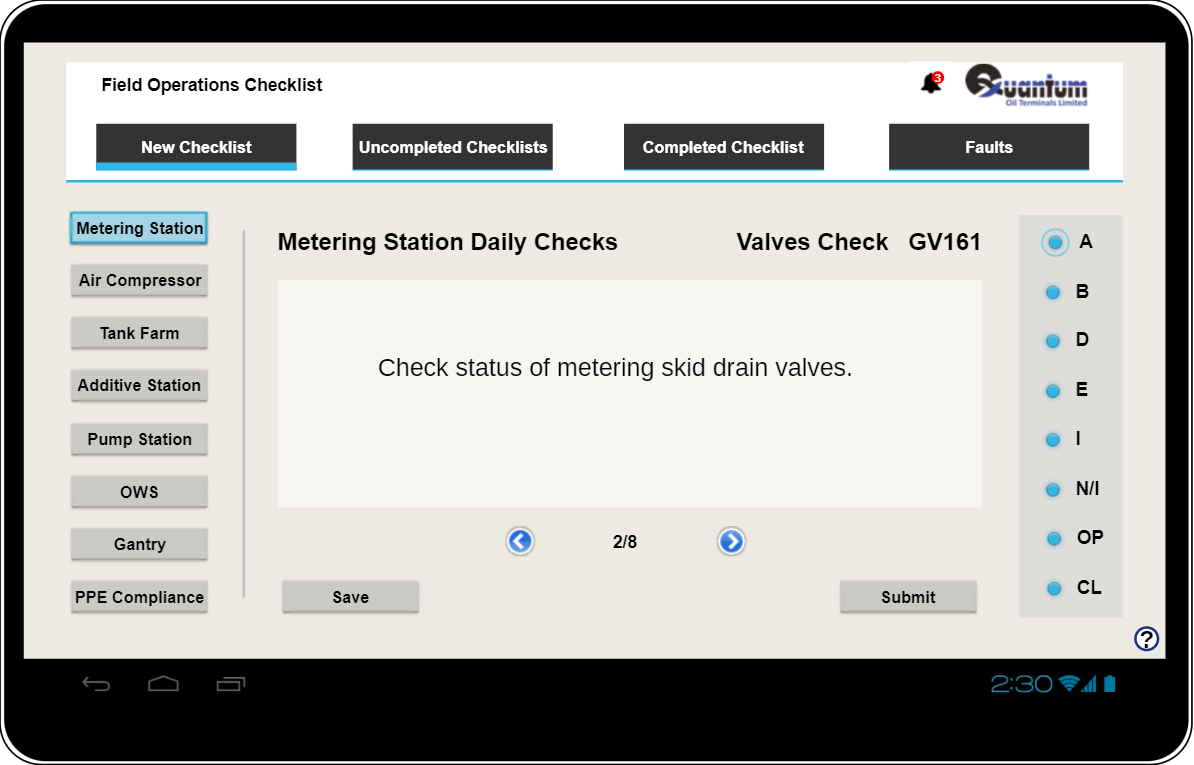 Field Operations Checklist
3
Quantum
Oil Terminals Limited
New Checklist
Uncompleted Checklists
Completed Checklist
Faults
Metering Station
Air Compressor
Tank Farm
Additive Station
Pump Station
OWS
Gantry
PPE Compliance
Metering Station Daily Checks
Valves Check GV161
Check status of metering skid drain valves.
2/8
Save
Submit
A
B
D
E
I
N/I
OP
CL
?
2:30